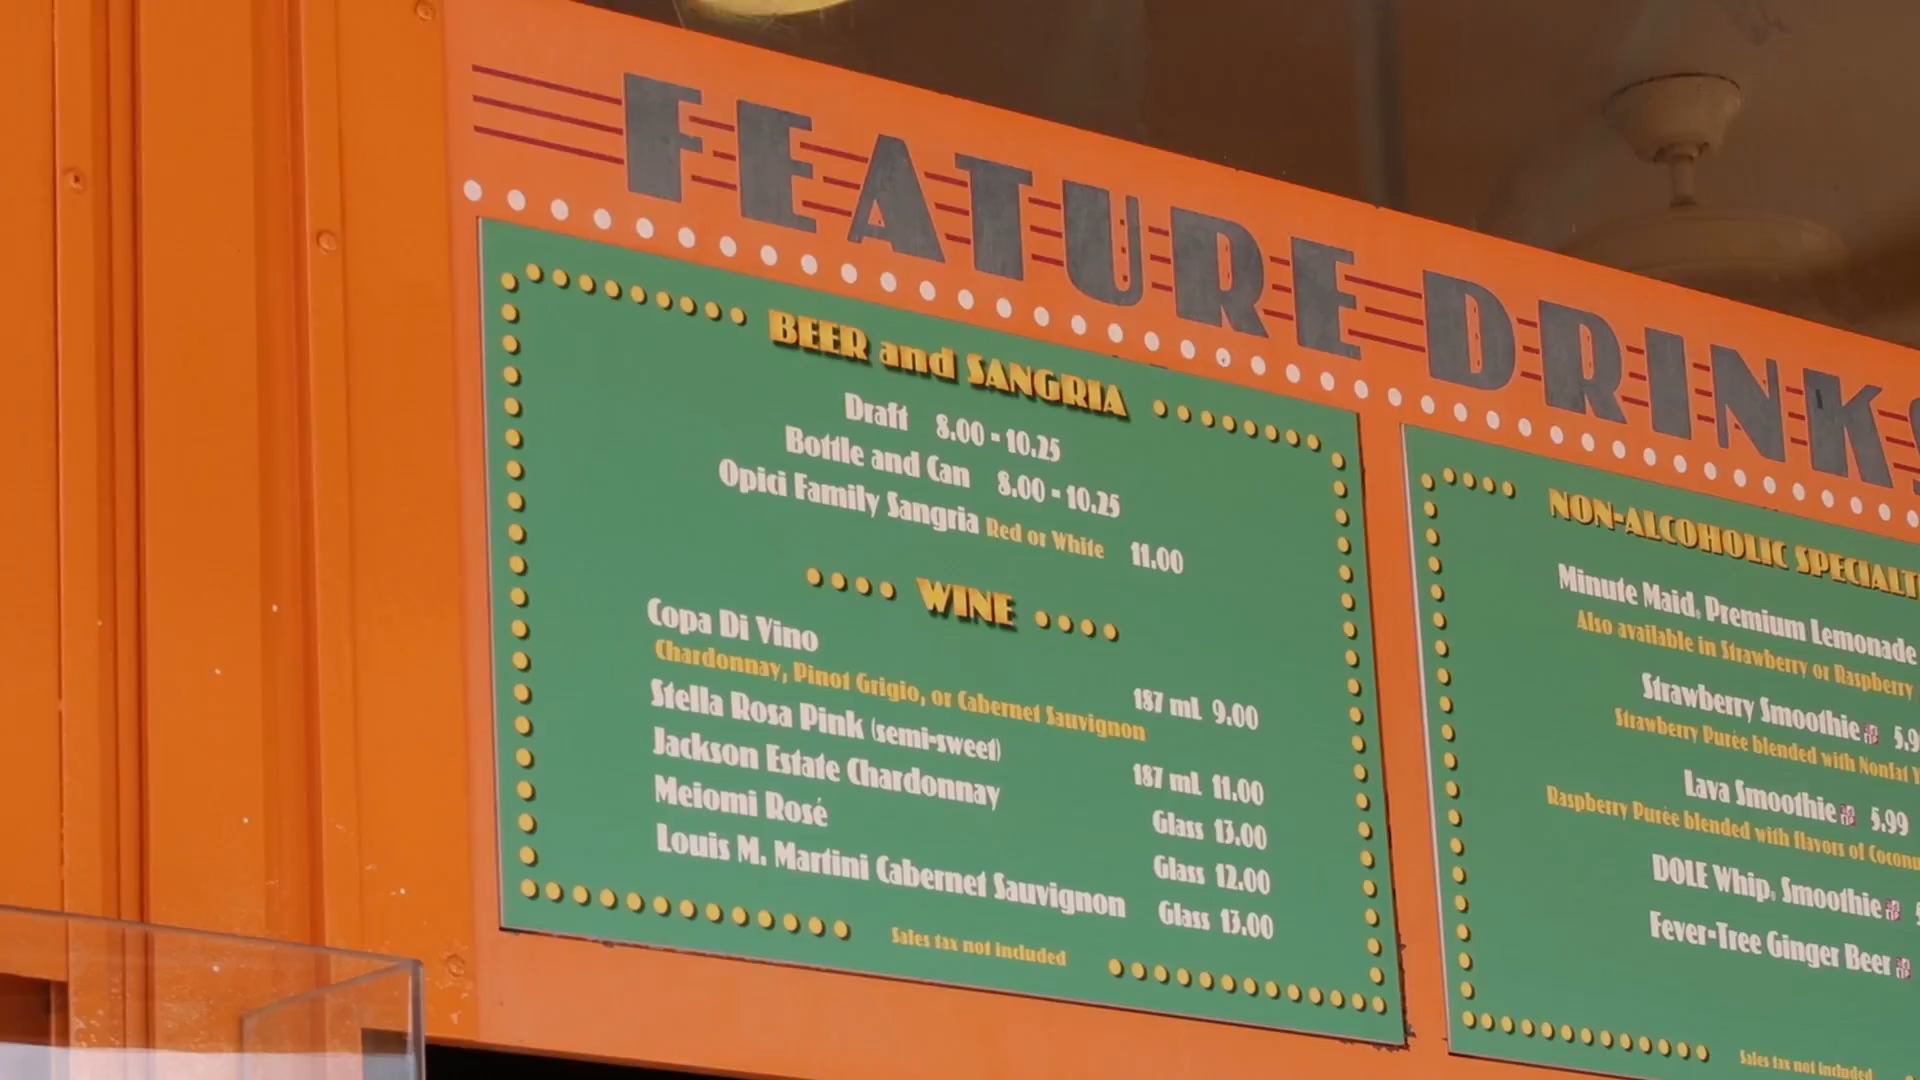 FEATURE DRINKS
BEER and SANGRIA
Draft 8.00 - 10.25
Bottle and Can 8.00 - 10.25
Opici Family Sangria Red or White 11.00
WINE
Copa Di Vino
Chardonnay, Pinot Grigio, or Cabernet Sauvignon 187 mL 9.00
Stella Rosa Pink (semi-sweet) 187 mL 11.00
Jackson Estate Chardonnay Glass 13.00
Meiomi Rosé Glass 12.00
Louis M. Martini Cabernet Sauvignon Glass 13.00
Sales tax not included
NON-ALCOHOLIC
Minute Maid® Premium Lemonade
Also available in Strawberry or Raspberry
Strawberry Smoothie
Strawberry Purée blended with Nonfat
Lava Smoothie 5.99
Raspberry Purée blended with flavors of
DOLE Whip® Smoothie
Fever-Tree Ginger Beer
Sales tax not included